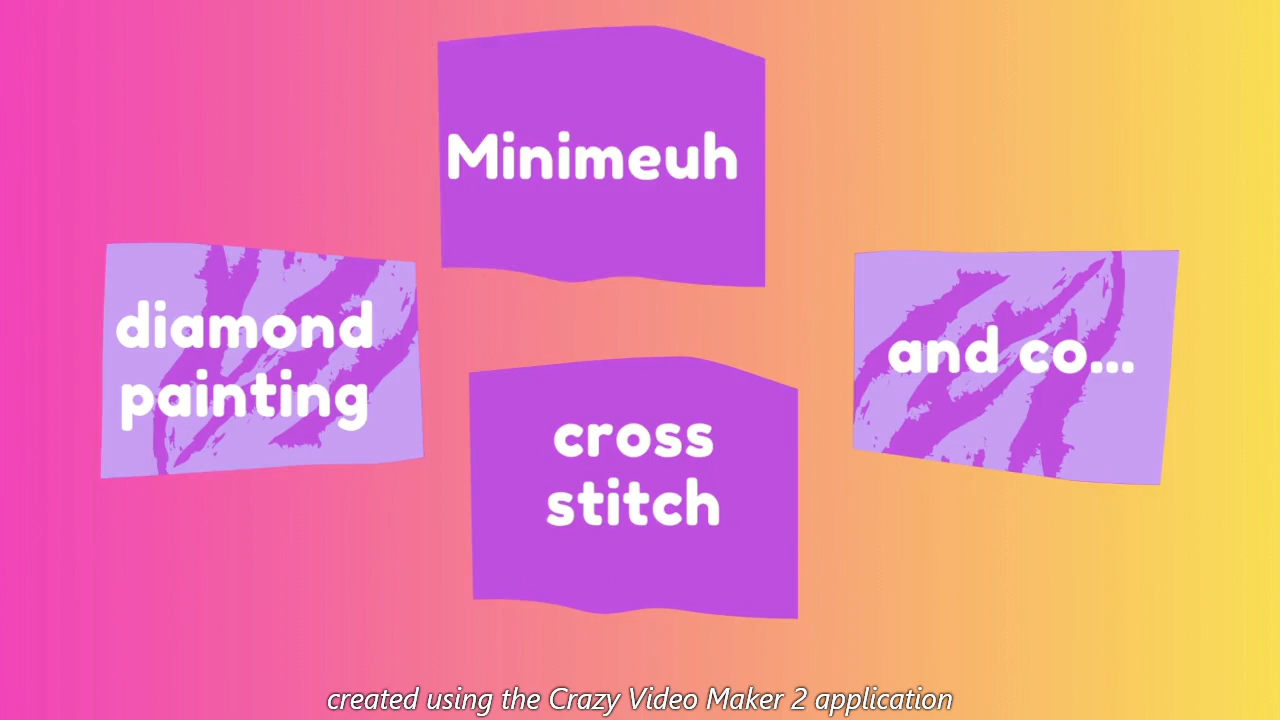 Minimeuh
diamond
painting
and co...
cross
stitch
created using the Crazy Video Maker 2 application